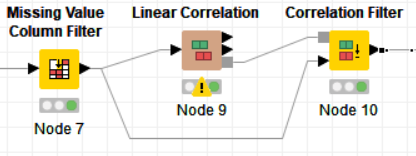 Missing Value
Column Filter
Linear Correlation
Correlation Filter
Node 7
Node 9
Node 10